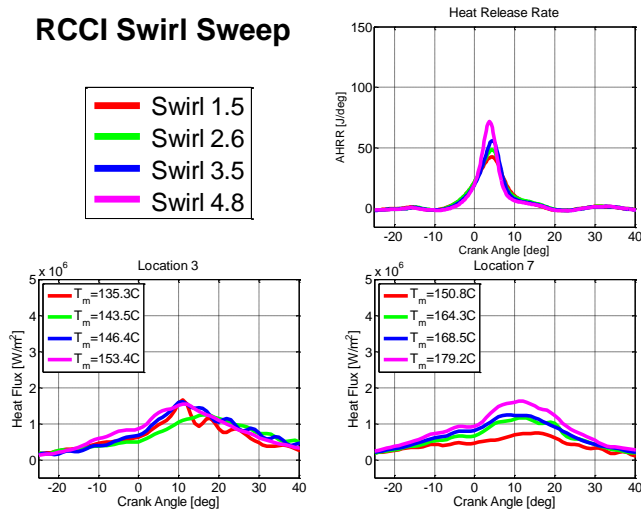 RCCI Swirl Sweep
Swirl 1.5
Swirl 2.6
Swirl 3.5
Swirl 4.8
Heat Release Rate
150
100
50
0
AHRR [J/deg]
-20 -10 0 10 20 30 40
Crank Angle [deg]
Location 3
5 x 10^6
4
3
2
1
0
Heat Flux [W/m²]
T_m=135.3C
T_m=143.5C
T_m=146.4C
T_m=153.4C
-20 -10 0 10 20 30 40
Crank Angle [deg]
Location 7
5 x 10^6
4
3
2
1
0
Heat Flux [W/m²]
T_m=150.8C
T_m=164.3C
T_m=168.5C
T_m=179.2C
-20 -10 0 10 20 30 40
Crank Angle [deg]